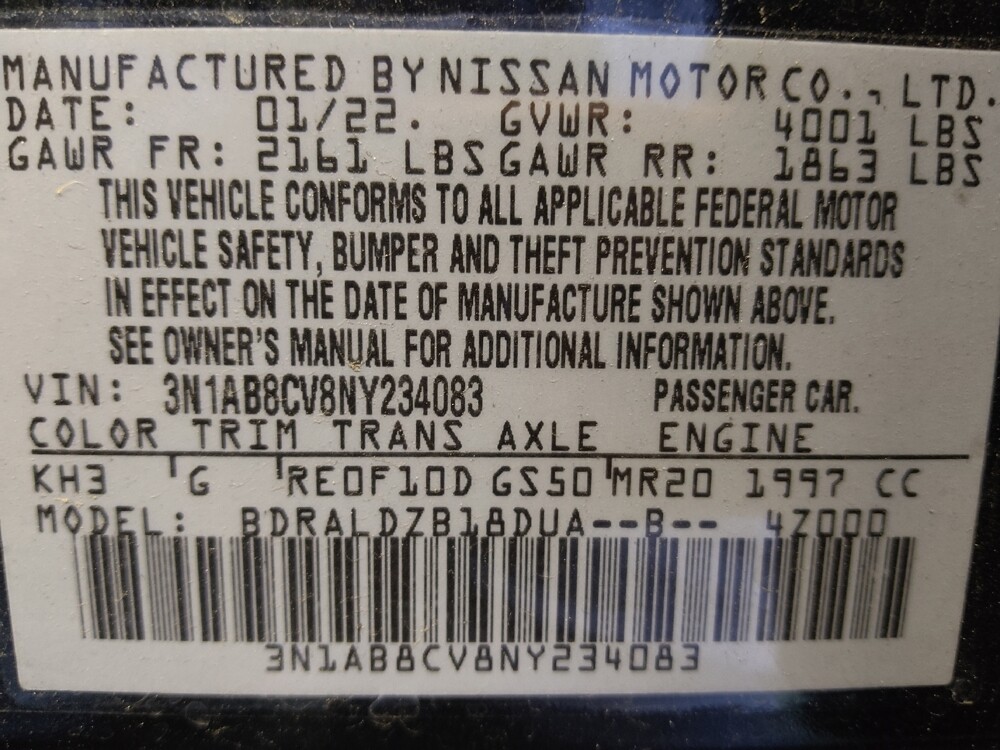 MANUFACTURED BY NISSAN MOTOR CO., LTD.
DATE: 01/22. GVWR: 4001 LBS
GAWR FR: 2161 LBS GAWR RR: 1863 LBS
THIS VEHICLE CONFORMS TO ALL APPLICABLE FEDERAL MOTOR
VEHICLE SAFETY, BUMPER AND THEFT PREVENTION STANDARDS
IN EFFECT ON THE DATE OF MANUFACTURE SHOWN ABOVE.
SEE OWNER'S MANUAL FOR ADDITIONAL INFORMATION.
VIN: 3N1AB8CV8NY234083 PASSENGER CAR.
COLOR TRIM TRANS AXLE ENGINE
KH3 G RE0F10D GS50 MR20 1997 CC
MODEL: BDRALDZB18DUA--B-- 4Z000
3N1AB8CV8NY234083